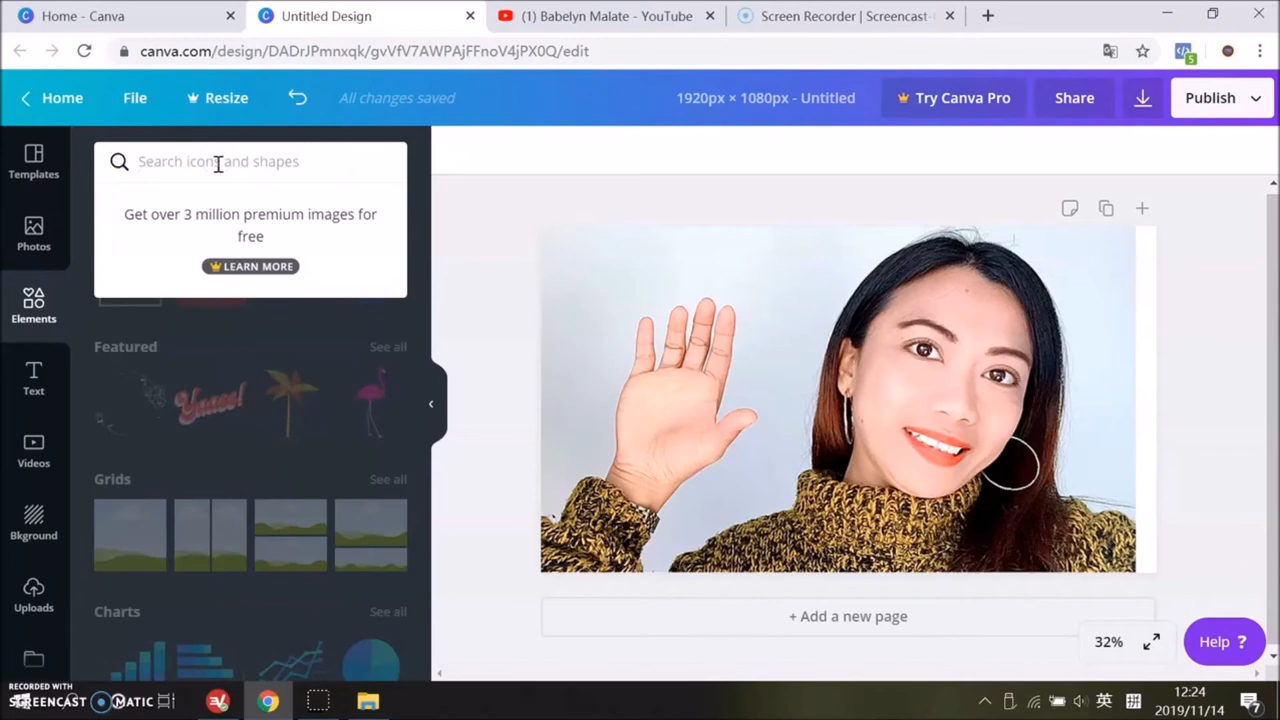 Home - Canva
Untitled Design
(1) Babelyn Malate - YouTube
Screen Recorder | Screencast-
canva.com/design/DADrJPmnxqk/gvVfV7AWPAjFFnoV4jPX0Q/edit
5
Home
File
Resize
All changes saved
1920px × 1080px - Untitled
Try Canva Pro
Share
Publish
Templates
Photos
Elements
Text
Videos
Bkground
Uploads
Search icons and shapes
Get over 3 million premium images for
free
LEARN MORE
Featured
See all
Yaaas!
Grids
See all
Charts
See all
+ Add a new page
32%
Help ?
RECORDED WITH
SCREENCAST MATIC
英
拼
12:24
2019/11/14
7